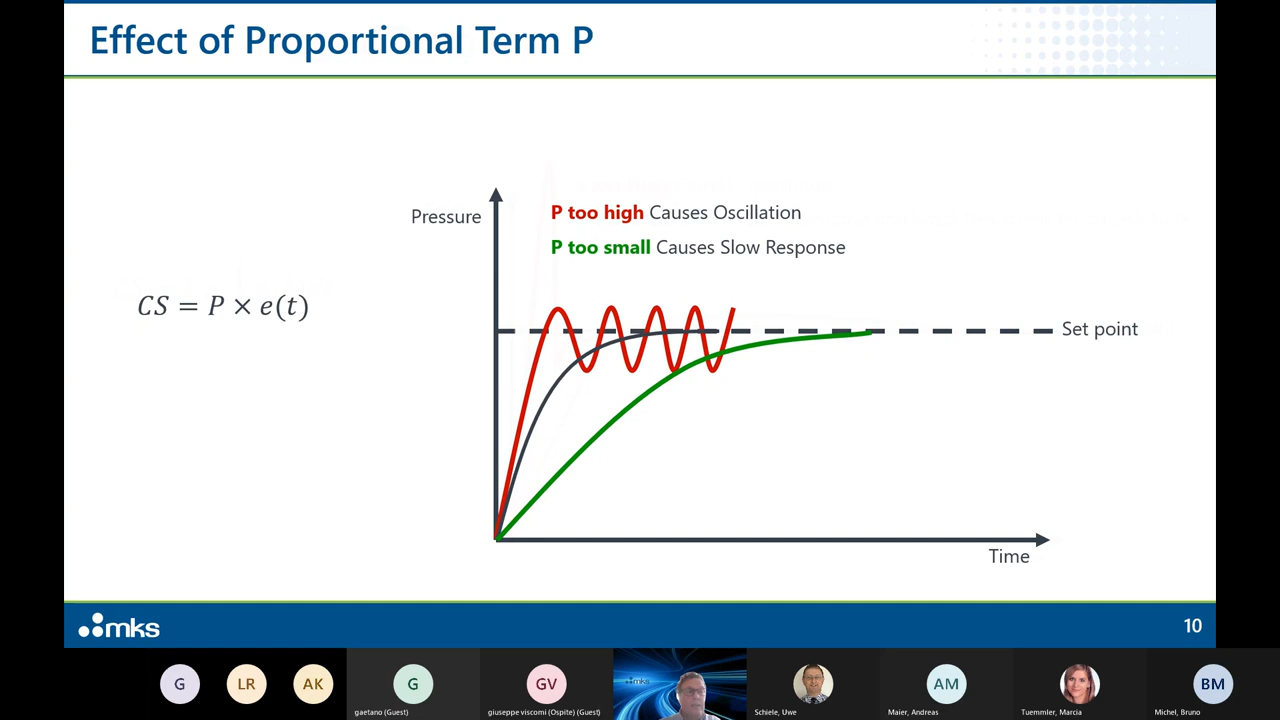 Effect of Proportional Term P
Pressure
P too high Causes Oscillation
P too small Causes Slow Response
CS = P × e(t)
Set point
Time
mks
10
G
LR
AK
G
gaetano (Guest)
GV
giuseppe viscomi (Ospite) (Guest)
mks
Schiele, Uwe
AM
Maier, Andreas
Tuemmler, Marcia
BM
Michel, Bruno